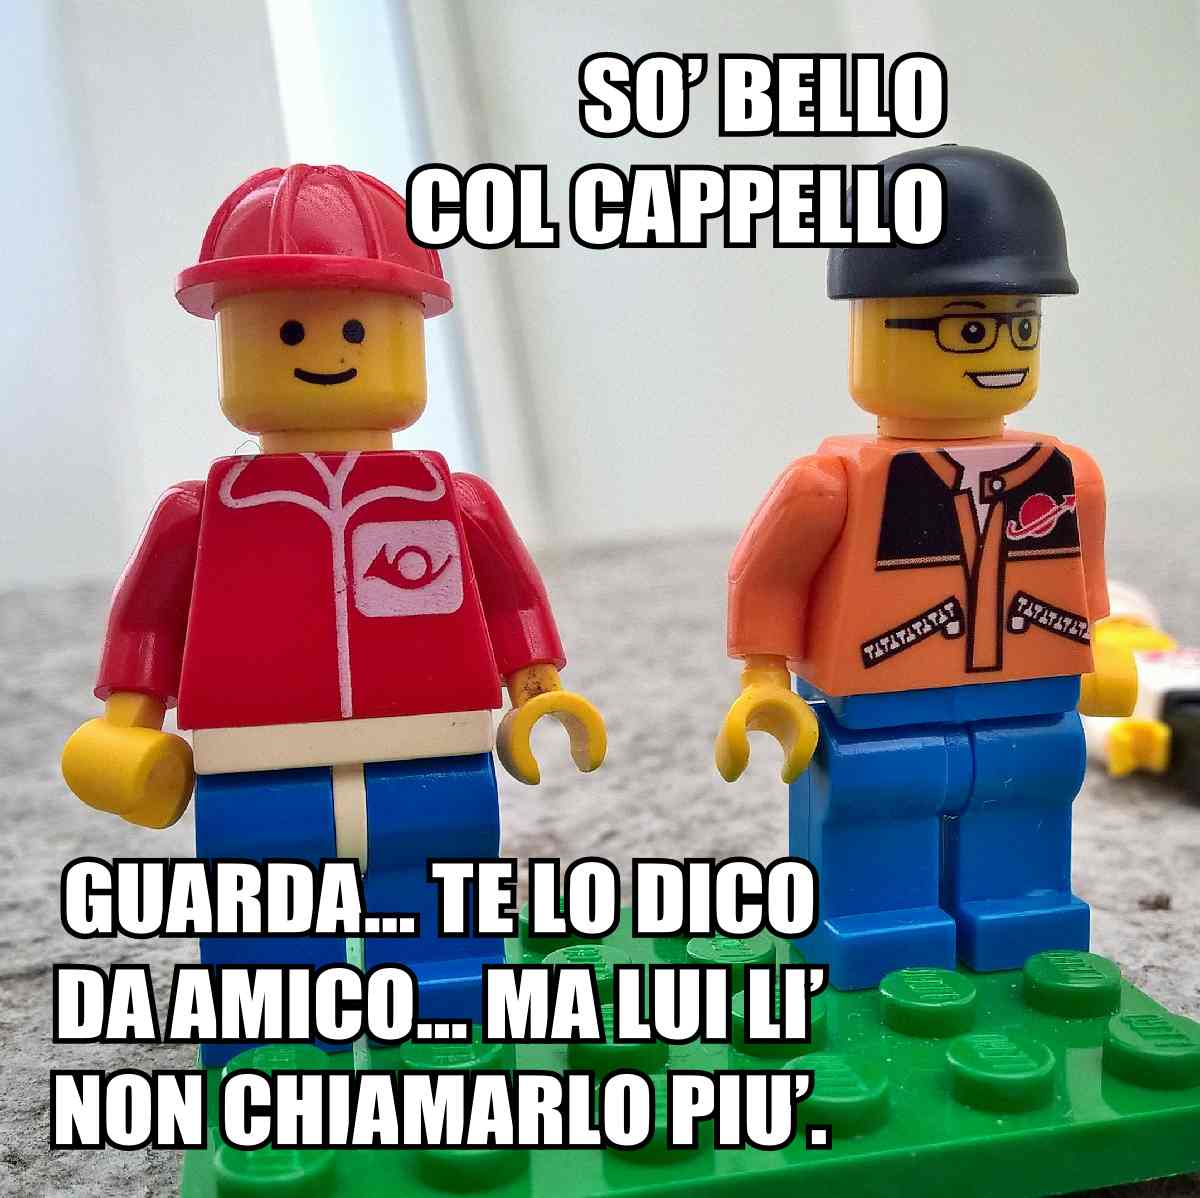 SO’ BELLO
COL CAPPELLO
GUARDA... TE LO DICO
DA AMICO... MA LUI LI’
NON CHIAMARLO PIU’.